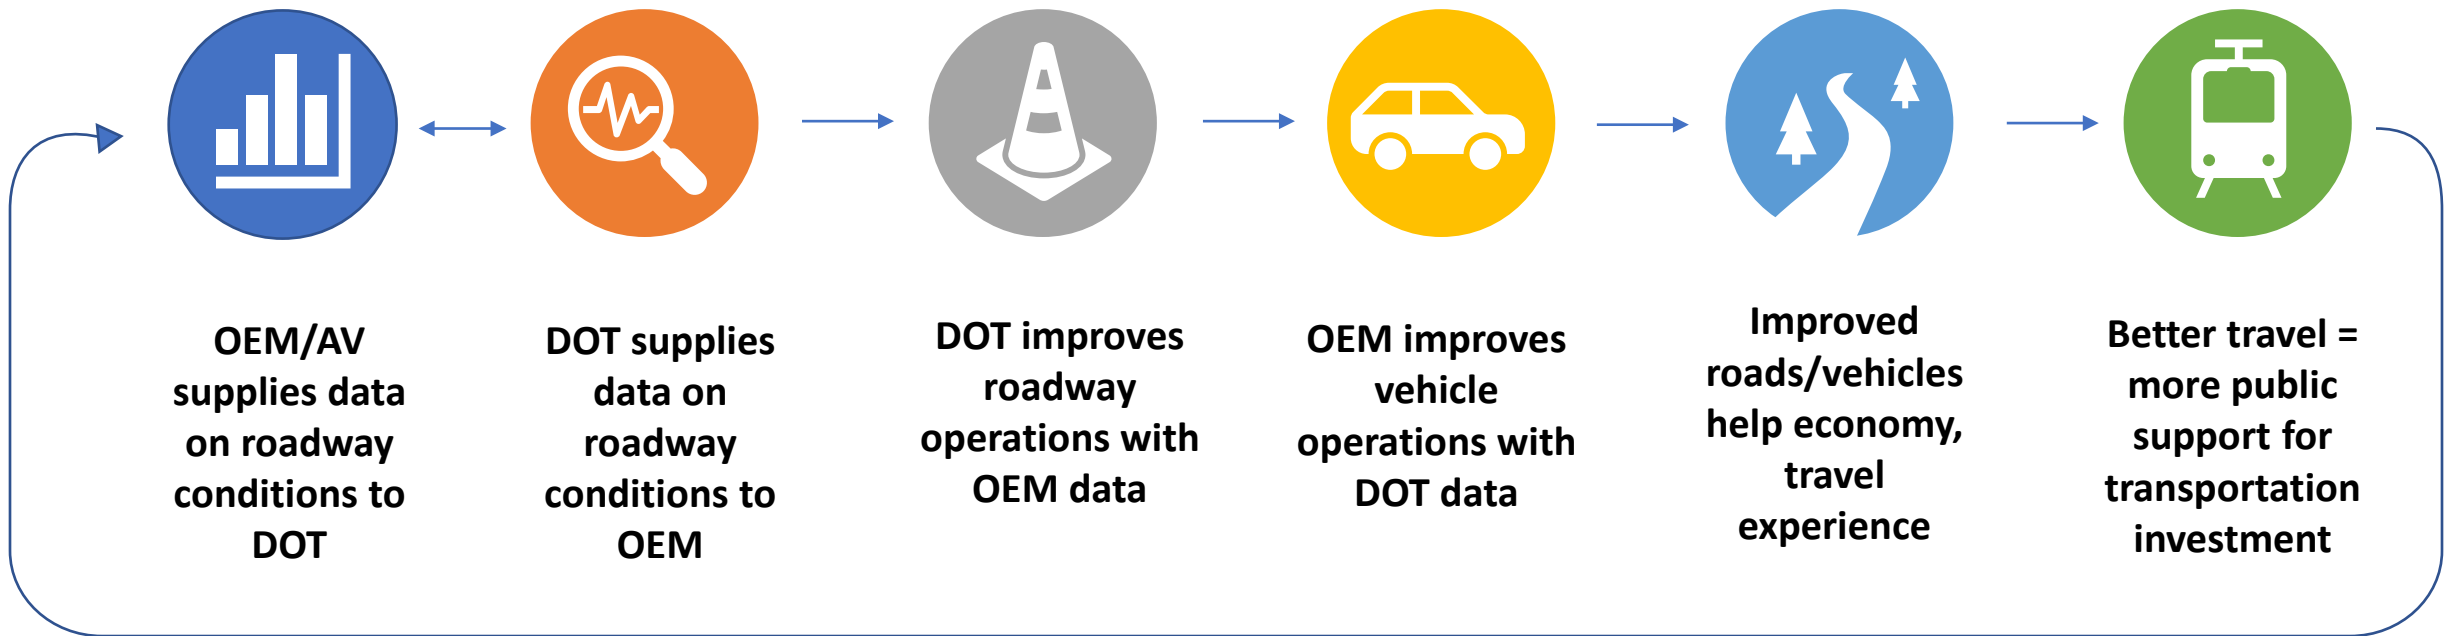 OEM/AV
supplies data
on roadway
conditions to
DOT
DOT supplies
data on
roadway
conditions to
OEM
DOT improves
roadway
operations with
OEM data
OEM improves
vehicle
operations with
DOT data
Improved
roads/vehicles
help economy,
travel
experience
Better travel =
more public
support for
transportation
investment